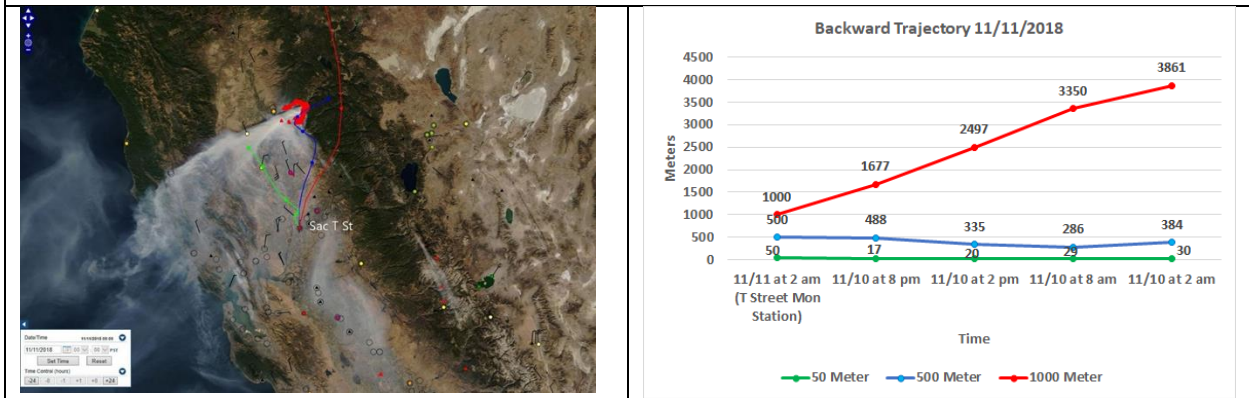 Sac T St
Date/Time
11/11/2018
Set Time Reset
Time Control (hours)
-24 -6 -1 +1 +6 +24
Backward Trajectory 11/11/2018
Meters
4500
4000
3500
3000
2500
2000
1500
1000
500
0
1000
1677
2497
3350
3861
500
488
335
286
384
50
17
20
29
30
11/11 at 2 am 11/10 at 8 pm 11/10 at 2 pm 11/10 at 8 am 11/10 at 2 am
(T Street Mon
Station)
Time
50 Meter 500 Meter 1000 Meter